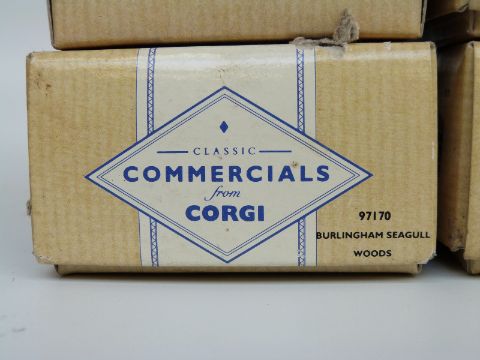 CLASSIC
COMMERCIALS
from
CORGI
97170
BURLINGHAM SEAGULL
WOODS